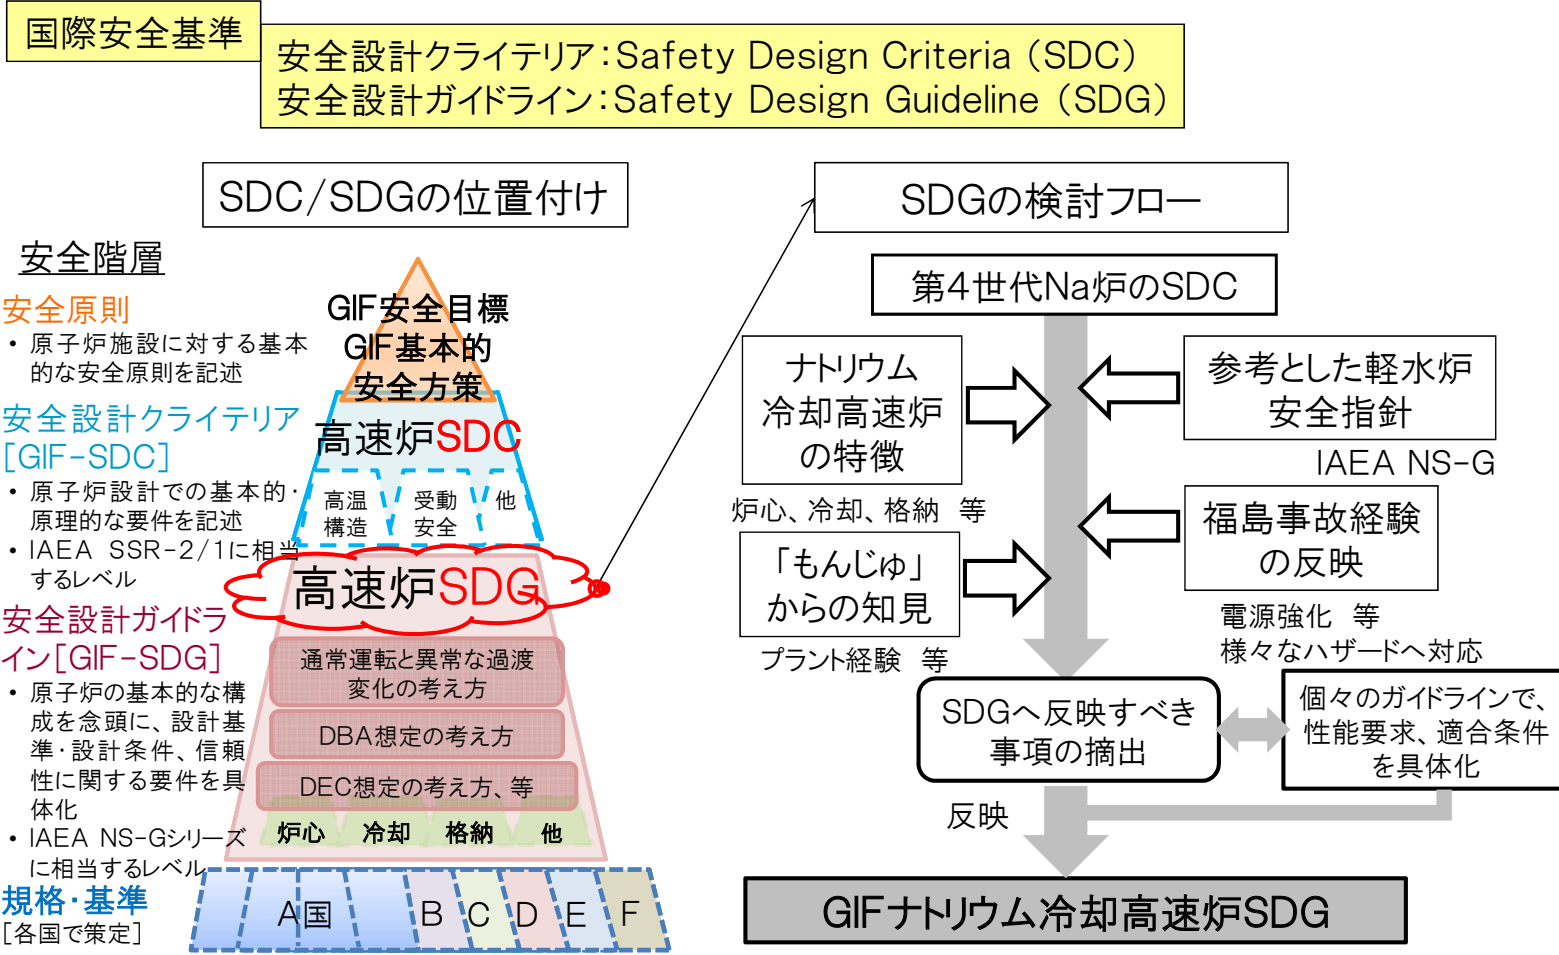 国際安全基準
安全設計クライテリア：Safety Design Criteria（SDC）
安全設計ガイドライン：Safety Design Guideline（SDG）
SDC/SDGの位置付け
安全階層
安全原則
• 原子炉施設に対する基本
的な安全原則を記述
安全設計クライテリア
[GIF-SDC]
• 原子炉設計での基本的・
原理的な要件を記述
• IAEA SSR-2/1に相当
するレベル
安全設計ガイドラ
イン[GIF-SDG]
• 原子炉の基本的な構
成を念頭に、設計基
準・設計条件、信頼
性に関する要件を具
体化
• IAEA NS-Gシリーズ
に相当するレベル
規格・基準
[各国で策定]
GIF安全目標
GIF基本的
安全方策
高速炉SDC
高温
構造
受動
安全
他
高速炉SDG
通常運転と異常な過渡
変化の考え方
DBA想定の考え方
DEC想定の考え方、等
炉心 冷却 格納 他
A国 B C D E F
SDGの検討フロー
第4世代Na炉のSDC
ナトリウム
冷却高速炉
の特徴
炉心、冷却、格納 等
参考とした軽水炉
安全指針
IAEA NS-G
「もんじゅ」
からの知見
プラント経験 等
福島事故経験
の反映
電源強化 等
様々なハザードへ対応
SDGへ反映すべき
事項の摘出
個々のガイドラインで、
性能要求、適合条件
を具体化
反映
GIFナトリウム冷却高速炉SDG